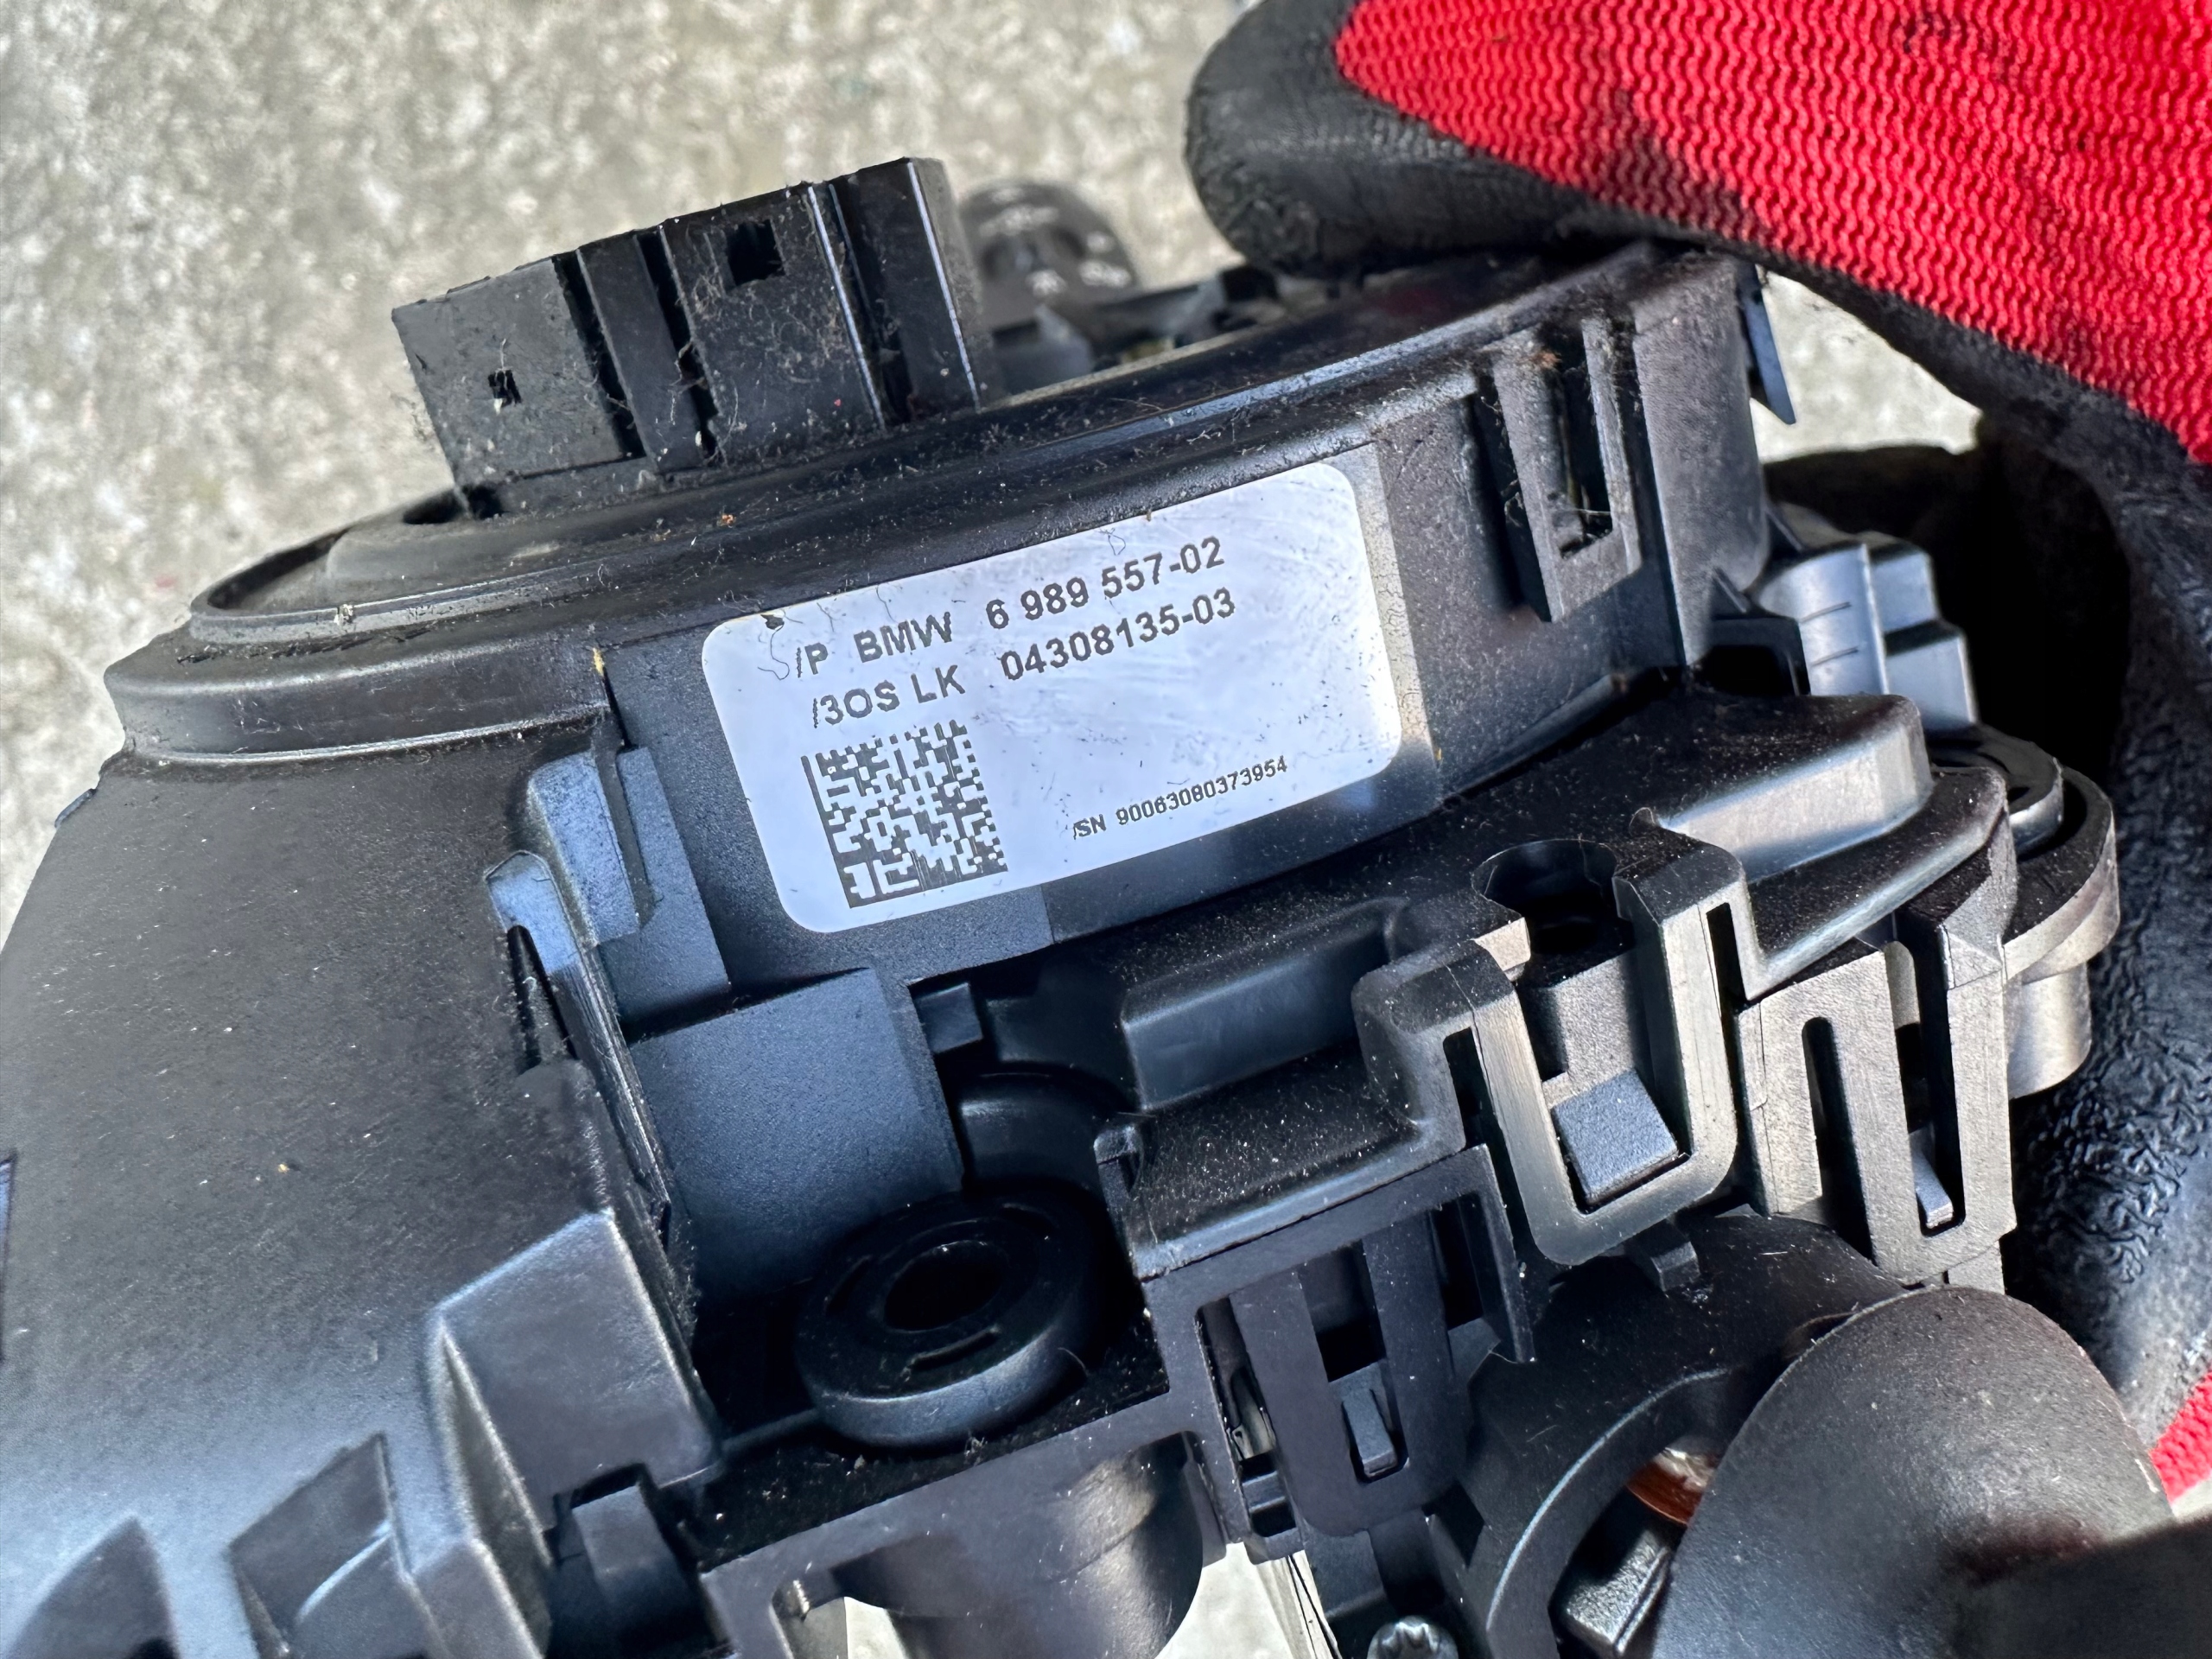 /P BMW 6 989 557-02
/3OS LK 04308135-03
/SN 90063080373954